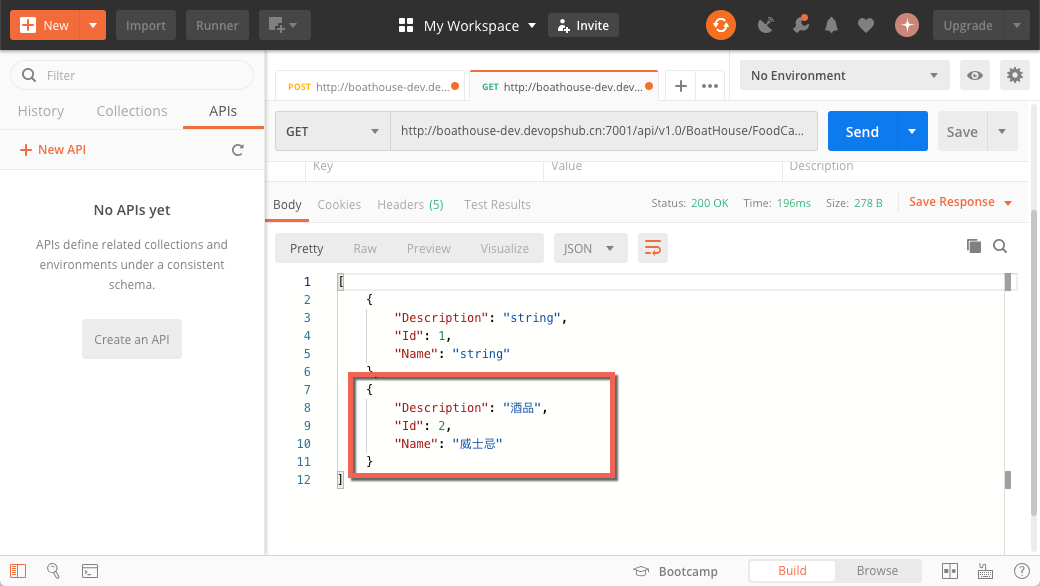 New Import Runner My Workspace Invite Upgrade
Filter
History Collections APIs
New API
No APIs yet
APIs define related collections and
environments under a consistent
schema.
Create an API
POST http://boathouse-dev.de... GET http://boathouse-dev.dev... + ••• No Environment
GET http://boathouse-dev.devopshub.cn:7001/api/v1.0/BoatHouse/FoodCa... Send Save
Key Value Description
Body Cookies Headers (5) Test Results Status: 200 OK Time: 196ms Size: 278 B Save Response
Pretty Raw Preview Visualize JSON
1 [
2 {
3 "Description": "string",
4 "Id": 1,
5 "Name": "string"
6 },
7 {
8 "Description": "酒品",
9 "Id": 2,
10 "Name": "威士忌"
11 }
12 ]
Bootcamp Build Browse